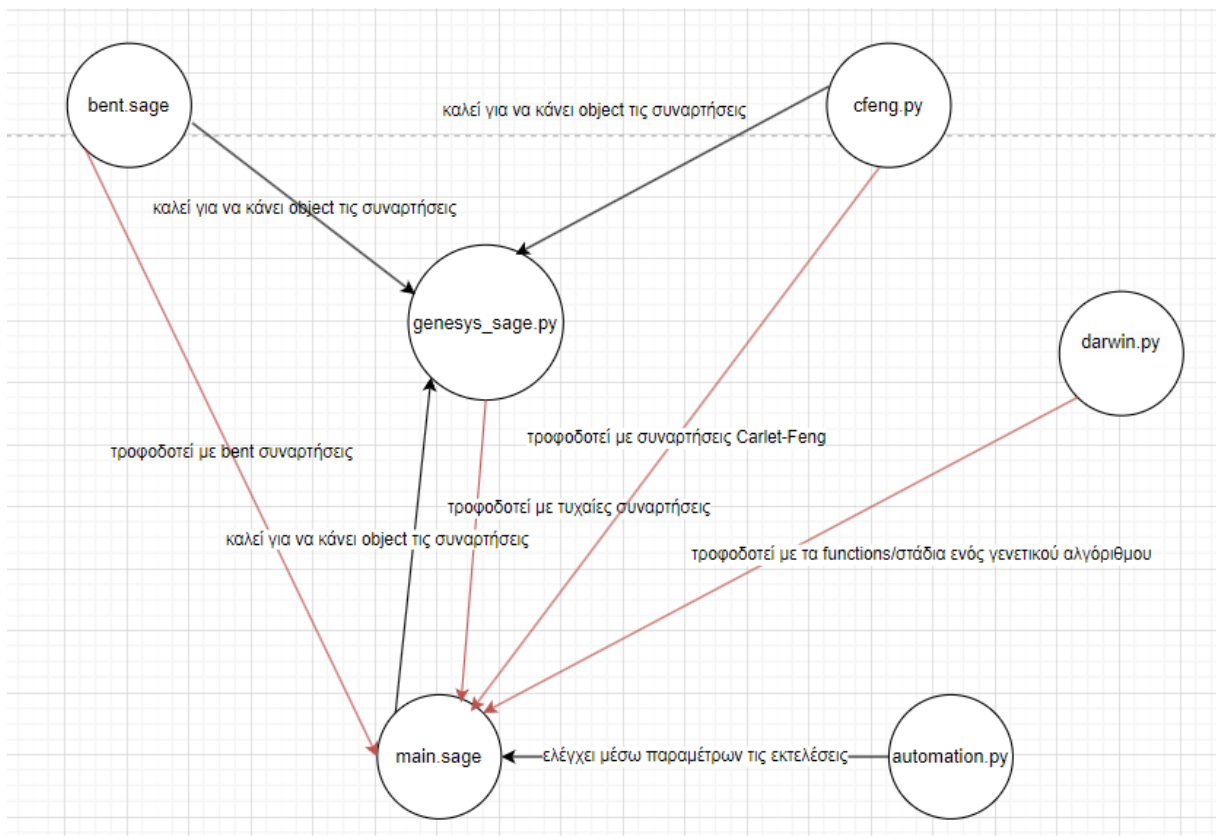 bent.sage
cfeng.py
καλεί για να κάνει object τις συναρτήσεις
καλεί για να κάνει object τις συναρτήσεις
genesys_sage.py
darwin.py
τροφοδοτεί με συναρτήσεις Carlet-Feng
τροφοδοτεί με bent συναρτήσεις
τροφοδοτεί με τυχαίες συναρτήσεις
καλεί για να κάνει object τις συναρτήσεις
τροφοδοτεί με τα functions/στάδια ενός γενετικού αλγόριθμου
main.sage
ελέγχει μέσω παραμέτρων τις εκτελέσεις
automation.py